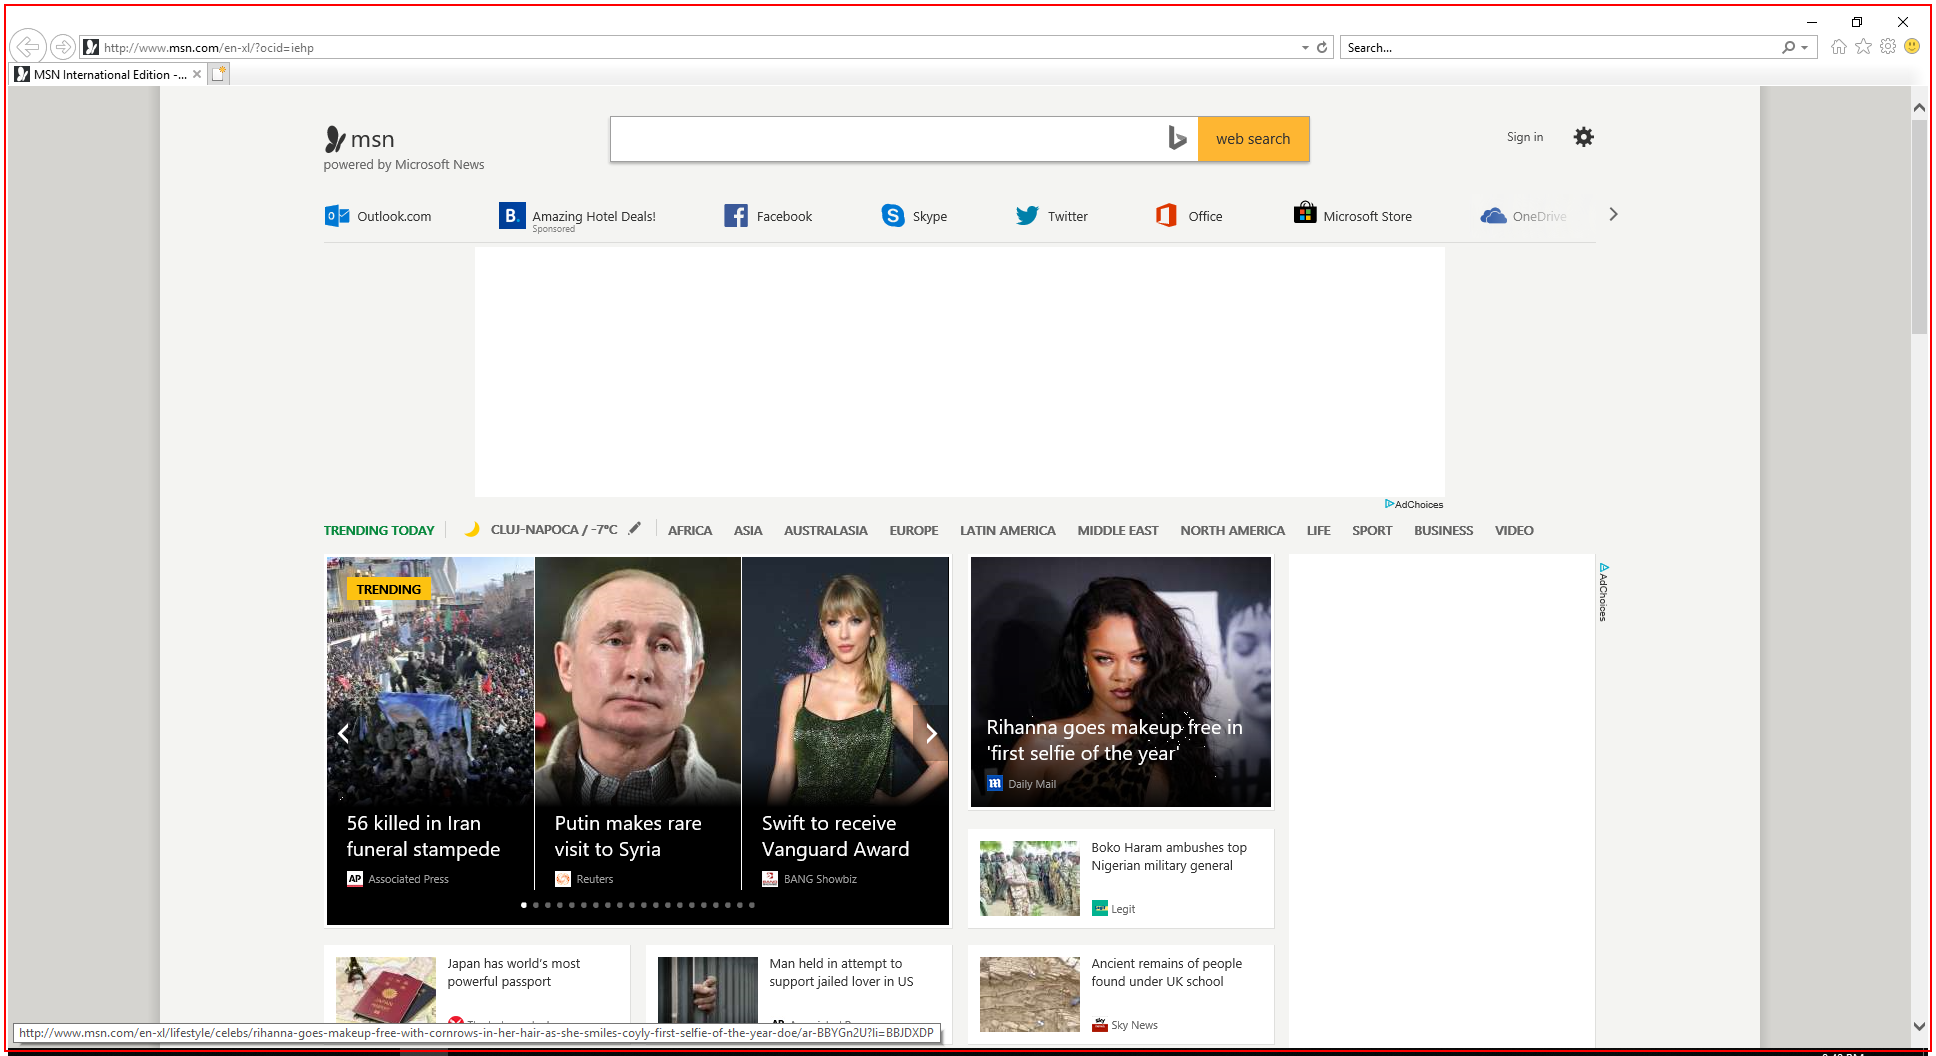 http://www.msn.com/en-xl/?ocid=iehp
Search...
MSN International Edition -...
msn
powered by Microsoft News
web search
Sign in
Outlook.com
B.
Amazing Hotel Deals!
Sponsored
Facebook
Skype
Twitter
Office
Microsoft Store
OneDrive
AdChoices
TRENDING TODAY
CLUJ-NAPOCA / -7°C
AFRICA
ASIA
AUSTRALASIA
EUROPE
LATIN AMERICA
MIDDLE EAST
NORTH AMERICA
LIFE
SPORT
BUSINESS
VIDEO
TRENDING
56 killed in Iran
funeral stampede
AP Associated Press
Putin makes rare
visit to Syria
Reuters
Swift to receive
Vanguard Award
BANG Showbiz
Rihanna goes makeup free in
'first selfie of the year'
m Daily Mail
AdChoices
Boko Haram ambushes top
Nigerian military general
Legit
Japan has world's most
powerful passport
Man held in attempt to
support jailed lover in US
Ancient remains of people
found under UK school
Sky News
http://www.msn.com/en-xl/lifestyle/celebs/rihanna-goes-makeup-free-with-cornrows-in-her-hair-as-she-smiles-coyly-first-selfie-of-the-year-doe/ar-BBYGn2U?li=BBJDXDP